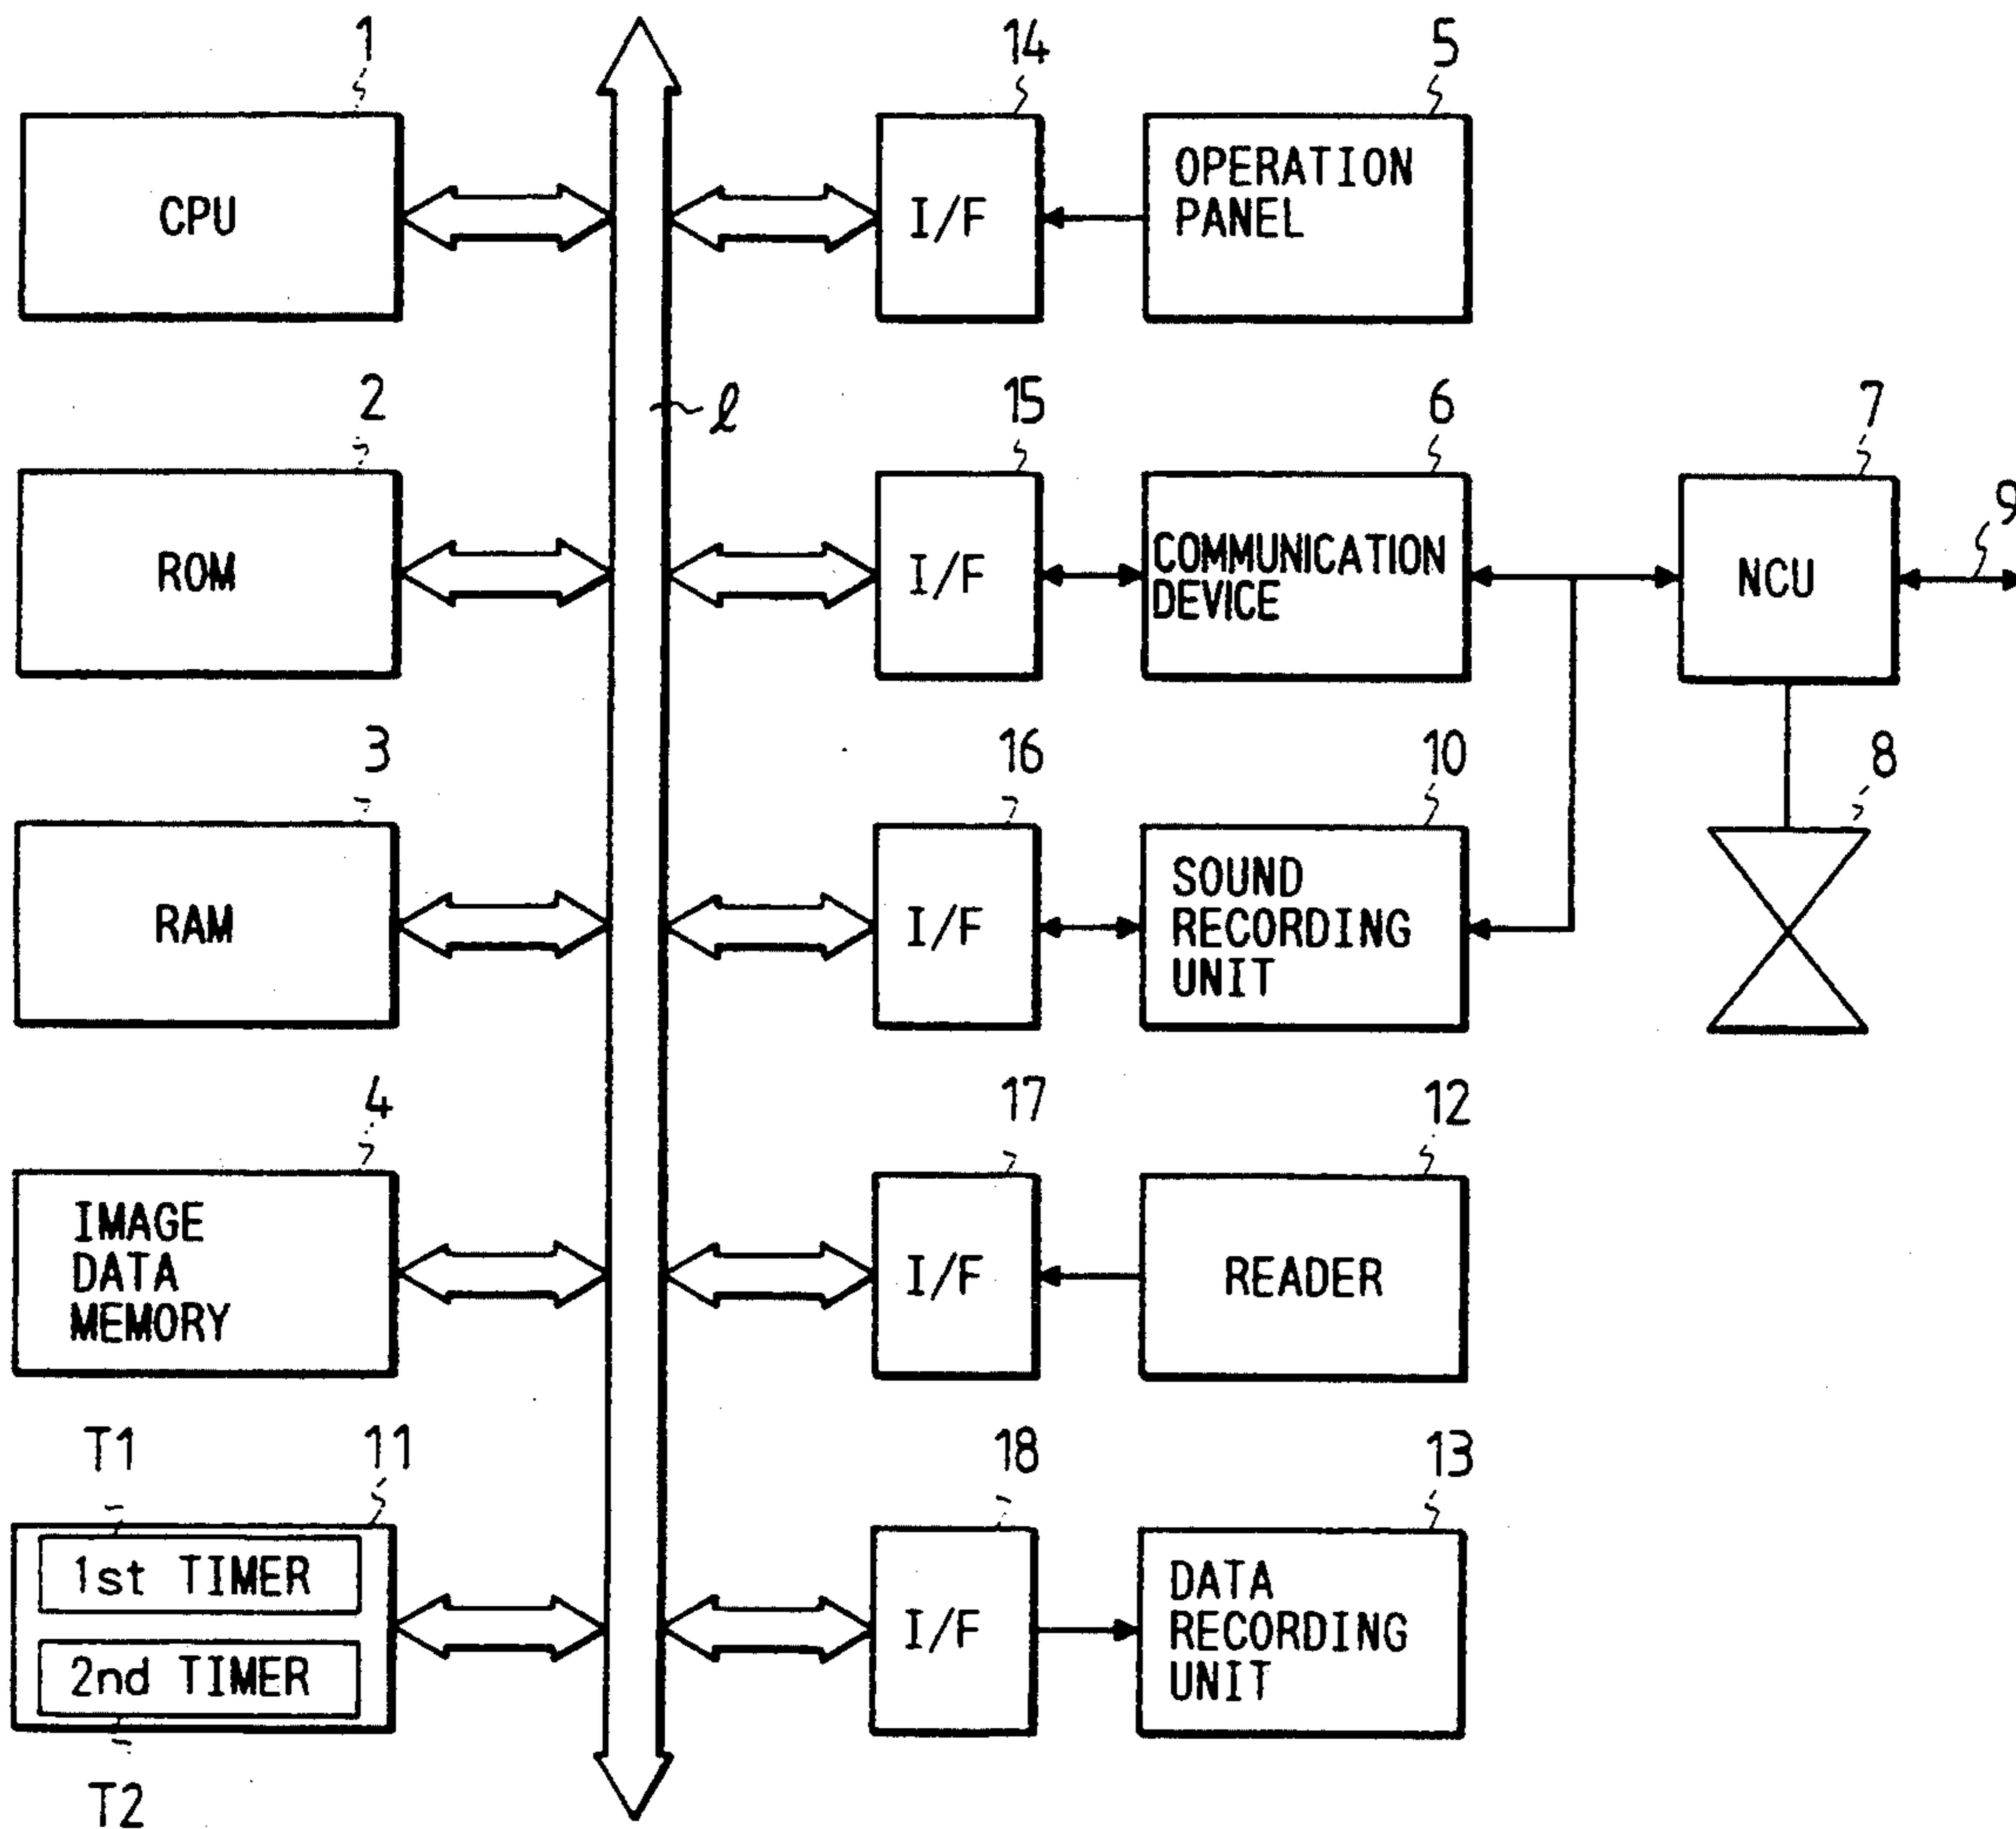 1
14
5
CPU
I/F
OPERATION
PANEL
2
ℓ
15
6
7
9
ROM
I/F
COMMUNICATION
DEVICE
NCU
3
16
10
8
RAM
I/F
SOUND
RECORDING
UNIT
4
17
12
IMAGE
DATA
MEMORY
I/F
READER
T1
11
18
13
1st TIMER
2nd TIMER
I/F
DATA
RECORDING
UNIT
T2